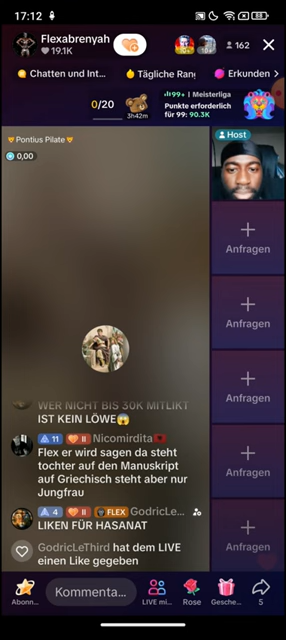 17:12
58
Flexabrenyah
19.1K
162
Chatten und Int...
Tägliche Rang
Erkunden >
0/20
3h42m
99+ | Meisterliga
Punkte erforderlich
für 99: 90.3K
Pontius Pilate
0,00
Host
Anfragen
Anfragen
Anfragen
Anfragen
Anfragen
WER NICHT BIS 30K MITLIKT
IST KEIN LÖWE
11 II Nicomirdita
Flex er wird sagen da steht
tochter auf den Manuskript
auf Griechisch steht aber nur
Jungfrau
4 II FLEX GodricLe...
LIKEN FÜR HASANAT
GodricLeThird hat dem LIVE
einen Like gegeben
Abonn...
Kommenta...
LIVE mi...
Rose
Gesche...
5